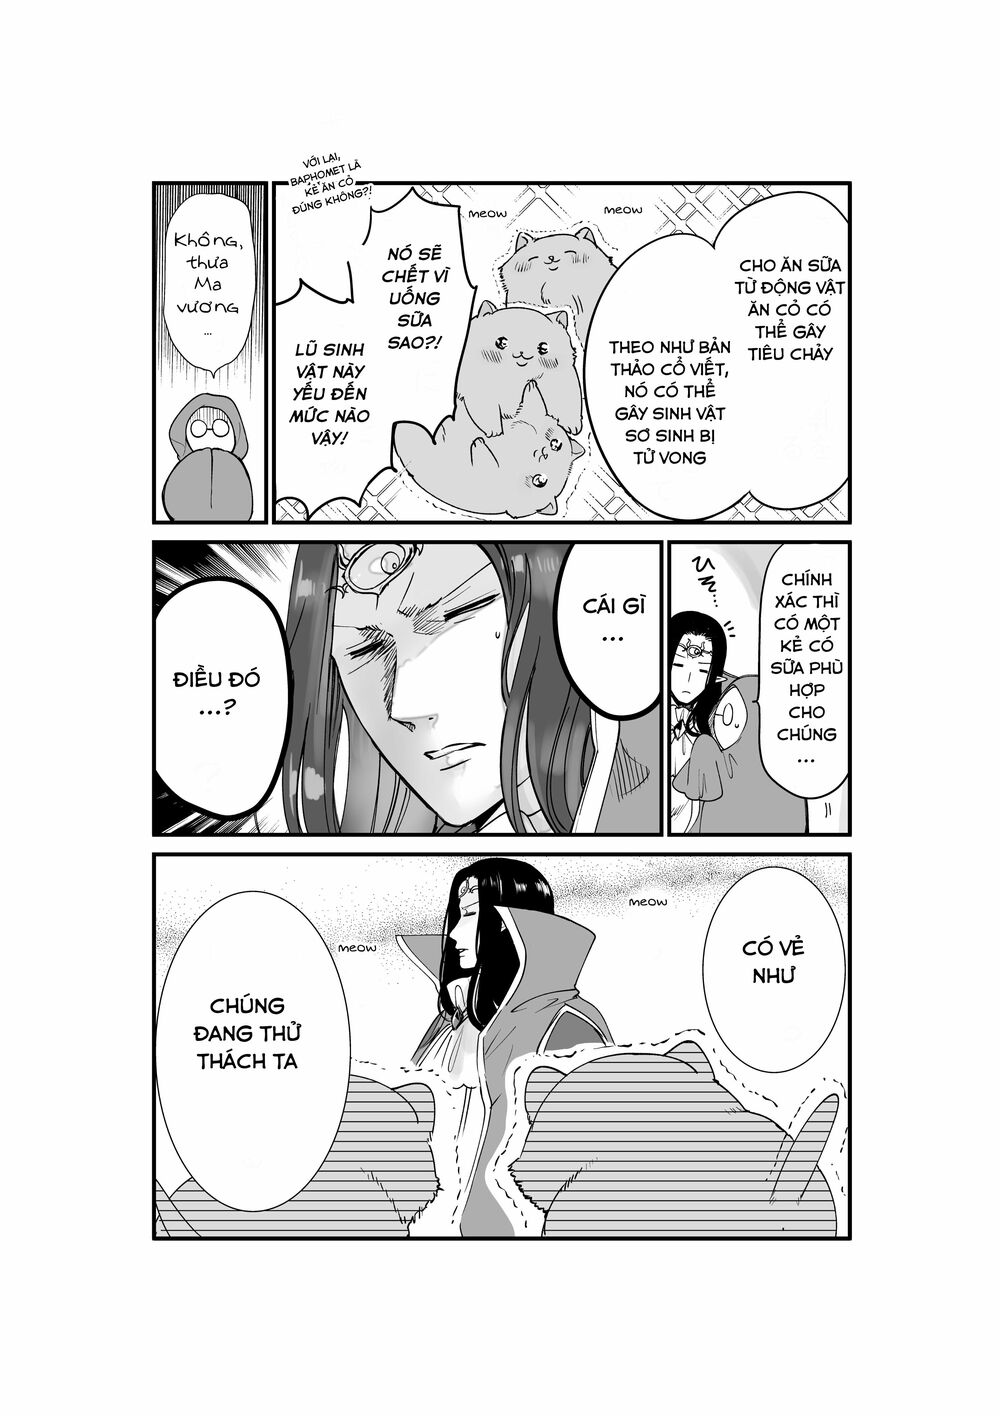 CHO ĂN SỮA
TỪ ĐỘNG VẬT
ĂN CỎ CÓ
THỂ GÂY
TIÊU CHẢY
THEO NHƯ BẢN
THẢO CỔ VIẾT,
NÓ CÓ THỂ
GÂY SINH VẬT
SƠ SINH BỊ
TỬ VONG
meow
meow
NÓ SẼ
CHẾT VÌ
UỐNG
SỮA
SAO?!
LŨ SINH
VẬT NÀY
YẾU ĐẾN
MỨC NÀO
VẬY!
VỚI LẠI,
BAPHOMET LÀ
KẺ ĂN CỎ
ĐÚNG KHÔNG?!
Không,
thưa
Ma
vương
...
CHÍNH
XÁC THÌ
CÓ MỘT
KẺ CÓ
SỮA PHÙ
HỢP
CHO
CHÚNG
...
CÁI GÌ
...
ĐIỀU ĐÓ
...?
CÓ VẺ
NHƯ
meow
meow
CHÚNG
ĐANG THỬ
THÁCH TA